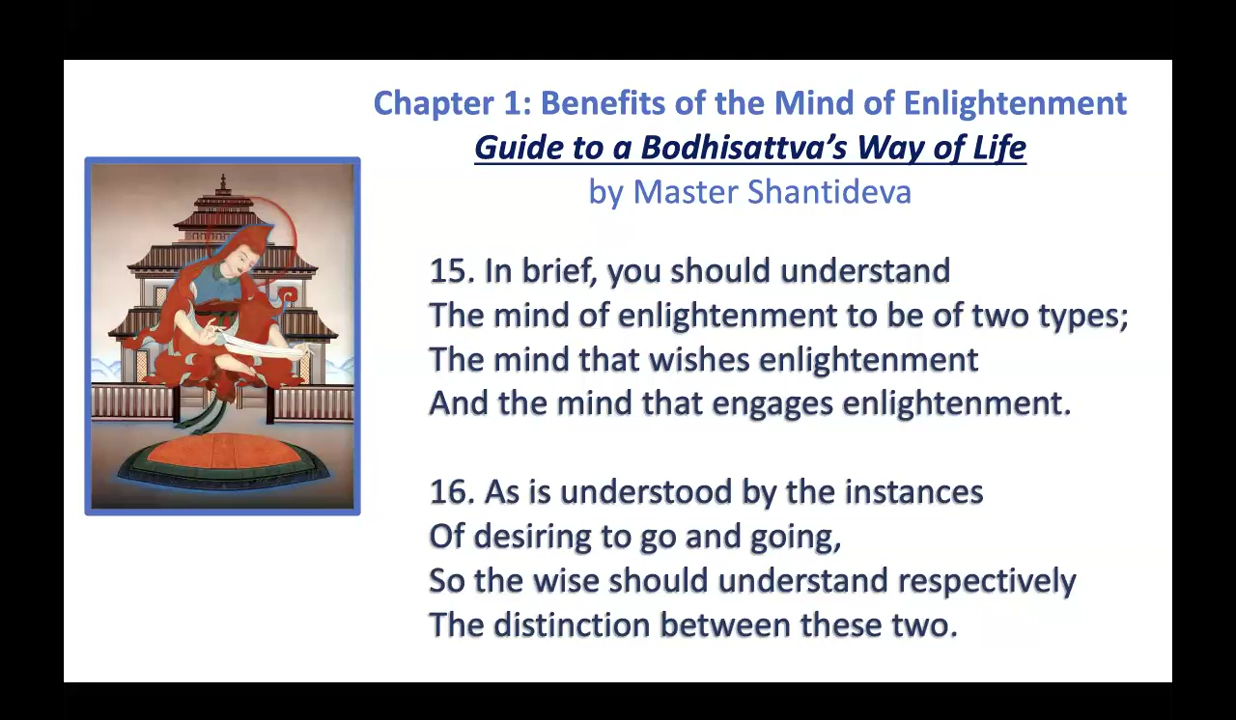 Chapter 1: Benefits of the Mind of Enlightenment
Guide to a Bodhisattva's Way of Life
by Master Shantideva
15. In brief, you should understand
The mind of enlightenment to be of two types;
The mind that wishes enlightenment
And the mind that engages enlightenment.
16. As is understood by the instances
Of desiring to go and going,
So the wise should understand respectively
The distinction between these two.